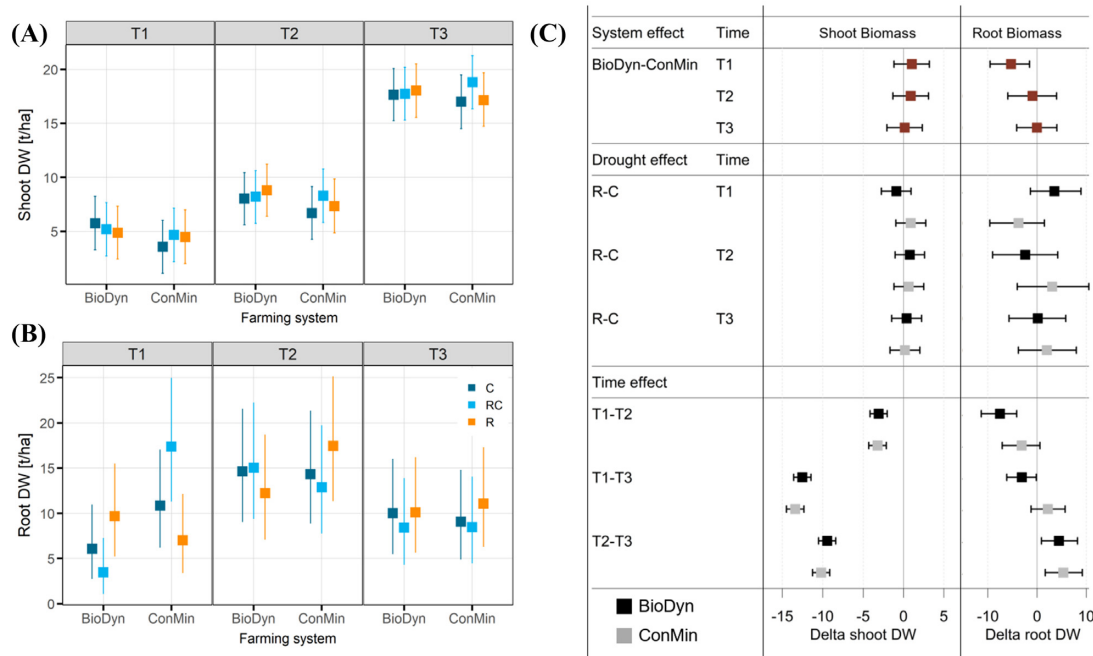 (A)
T1 T2 T3
Shoot DW [t/ha]
20
15
10
5
BioDyn ConMin BioDyn ConMin BioDyn ConMin
Farming system
(B)
T1 T2 T3
Root DW [t/ha]
25
20
15
10
5
0
C
RC
R
BioDyn ConMin BioDyn ConMin BioDyn ConMin
Farming system
(C)
System effect Time Shoot Biomass Root Biomass
BioDyn-ConMin T1
T2
T3
Drought effect Time
R-C T1
R-C T2
R-C T3
Time effect
T1-T2
T1-T3
T2-T3
BioDyn
ConMin
-15 -10 -5 0 5 -10 0 10
Delta shoot DW Delta root DW